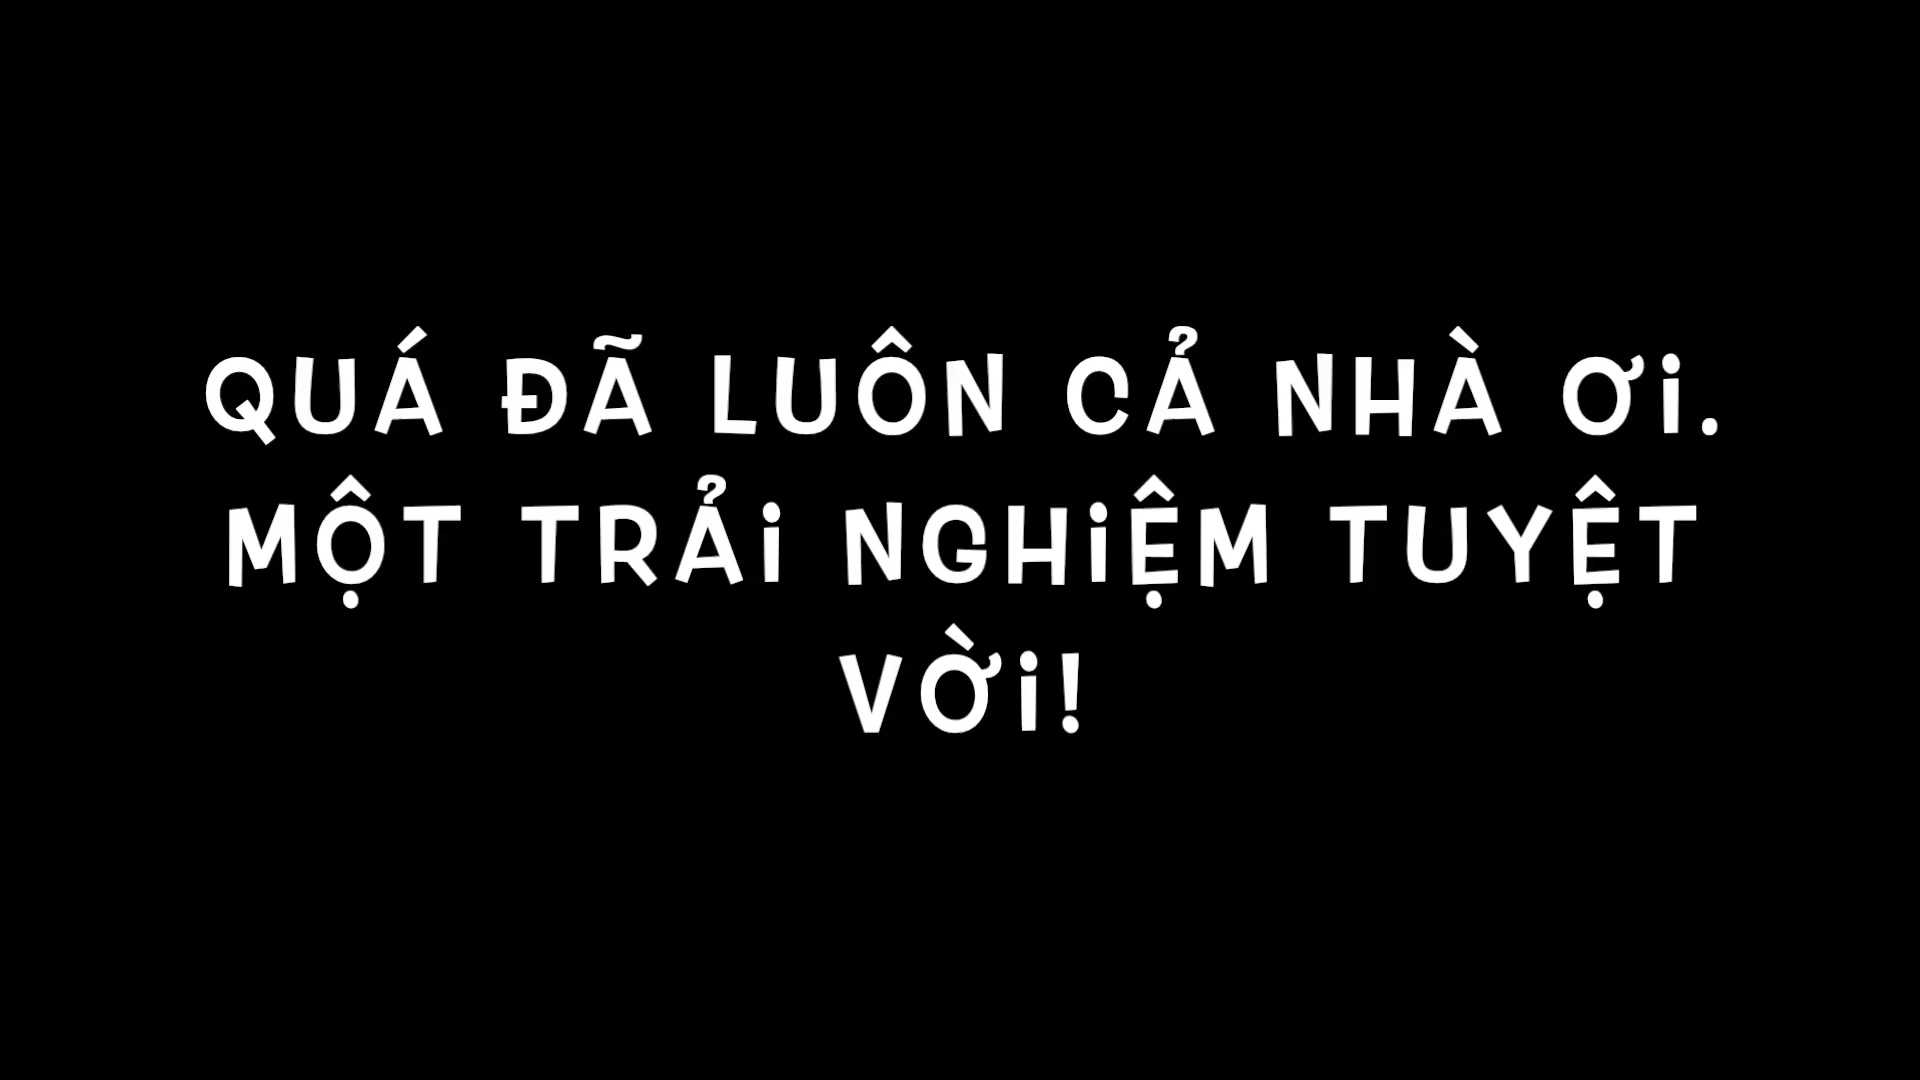 QUÁ ĐÃ LUÔN CẢ NHÀ ƠI.
MỘT TRẢI NGHIỆM TUYỆT
VỜI!